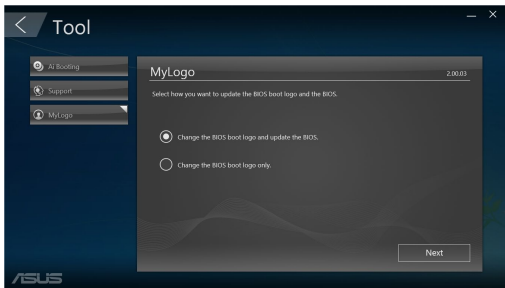 Tool
Ai Booting
Support
MyLogo
MyLogo
2.00.03
Select how you want to update the BIOS boot logo and the BIOS.
Change the BIOS boot logo and update the BIOS.
Change the BIOS boot logo only.
Next
ASUS